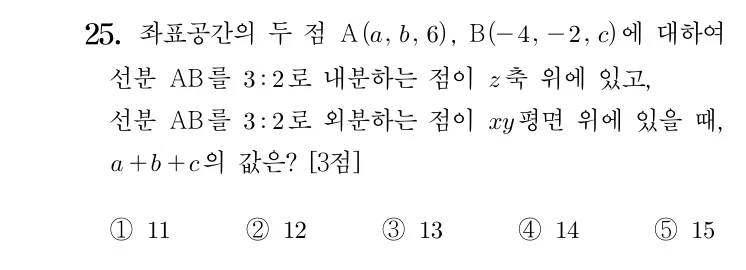 25. 좌표공간의 두 점 A(a, b, 6), B(−4, −2, c)에 대하여
선분 AB를 3:2로 내분하는 점이 z축 위에 있고,
선분 AB를 3:2로 외분하는 점이 xy평면 위에 있을 때,
a+b+c의 값은? [3점]
① 11 ② 12 ③ 13 ④ 14 ⑤ 15